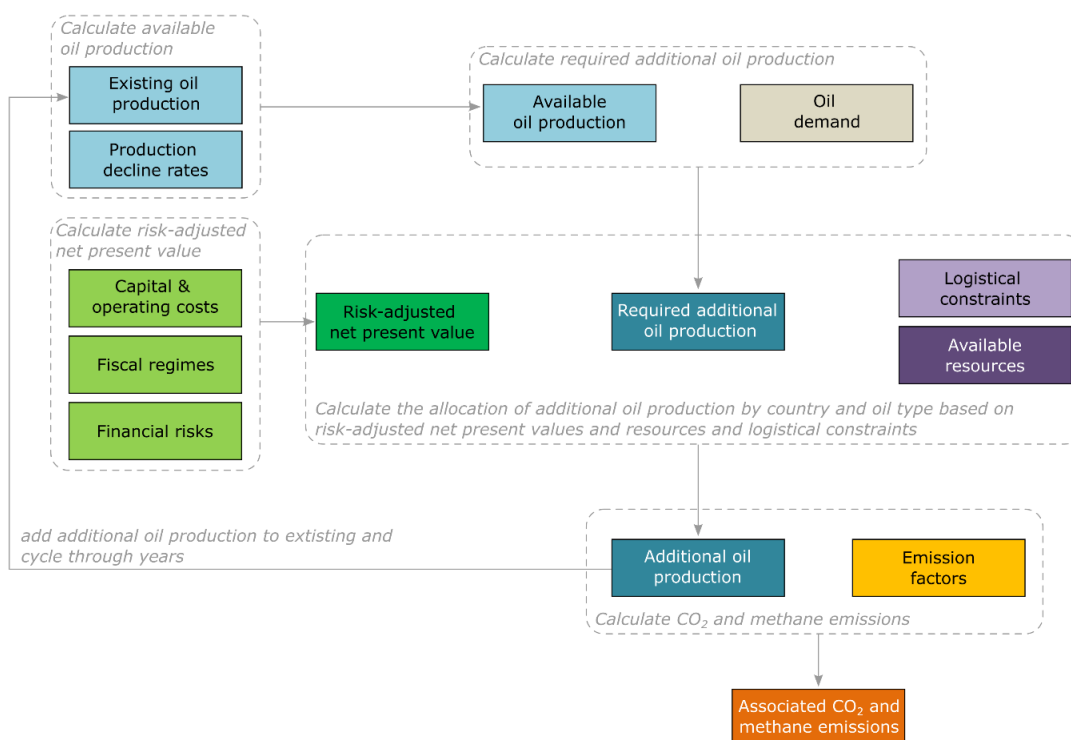 Calculate available
oil production
Existing oil
production
Production
decline rates
Calculate required additional oil production
Available
oil production
Oil
demand
Calculate risk-adjusted
net present value
Capital &
operating costs
Fiscal regimes
Financial risks
Risk-adjusted
net present value
Required additional
oil production
Logistical
constraints
Available
resources
Calculate the allocation of additional oil production by country and oil type based on
risk-adjusted net present values and resources and logistical constraints
add additional oil production to extisting and
cycle through years
Additional oil
production
Emission
factors
Calculate CO₂ and methane emissions
Associated CO₂ and
methane emissions